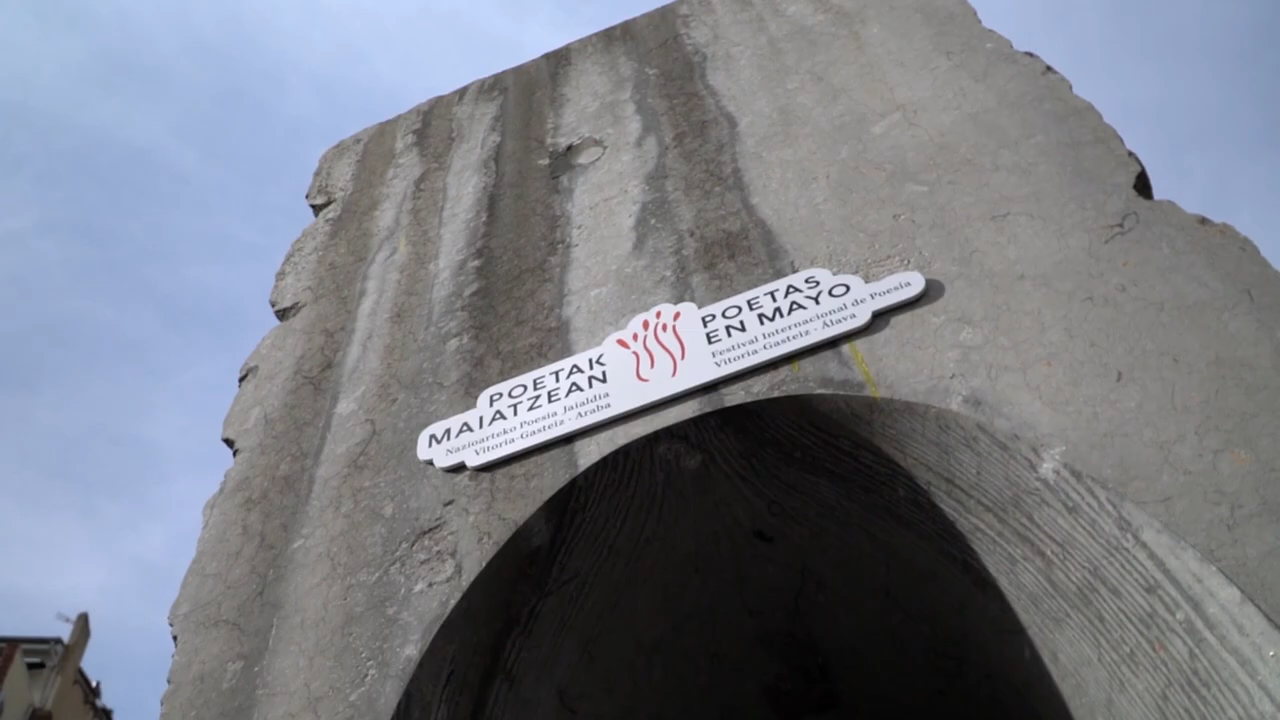 POETAK
MAIATZEAN
Nazioarteko Poesia Jaialdia
Vitoria-Gasteiz - Araba
POETAS
EN MAYO
Festival Internacional de Poesía
Vitoria-Gasteiz - Álava